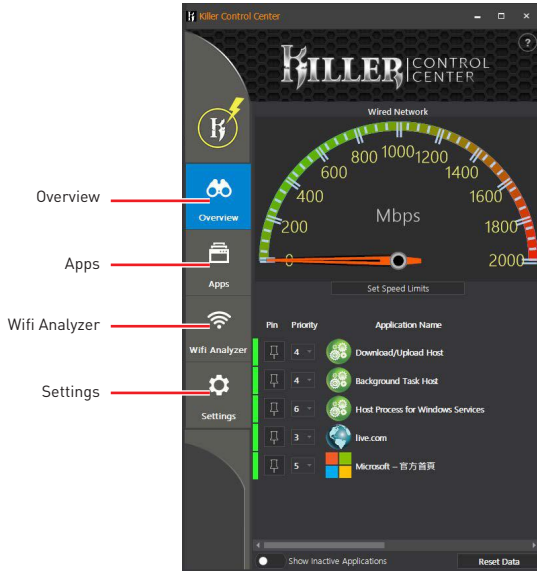 Killer Control Center
KILLER CONTROL CENTER
?
Wired Network
0
200
400
600
800
1000
1200
1400
1600
1800
2000
Mbps
Set Speed Limits
Overview
Overview
Apps
Apps
Wifi Analyzer
Wifi Analyzer
Settings
Settings
Pin Priority Application Name
4 Download/Upload Host
4 Background Task Host
6 Host Process for Windows Services
3 live.com
5 Microsoft – 官方首頁
Show Inactive Applications
Reset Data